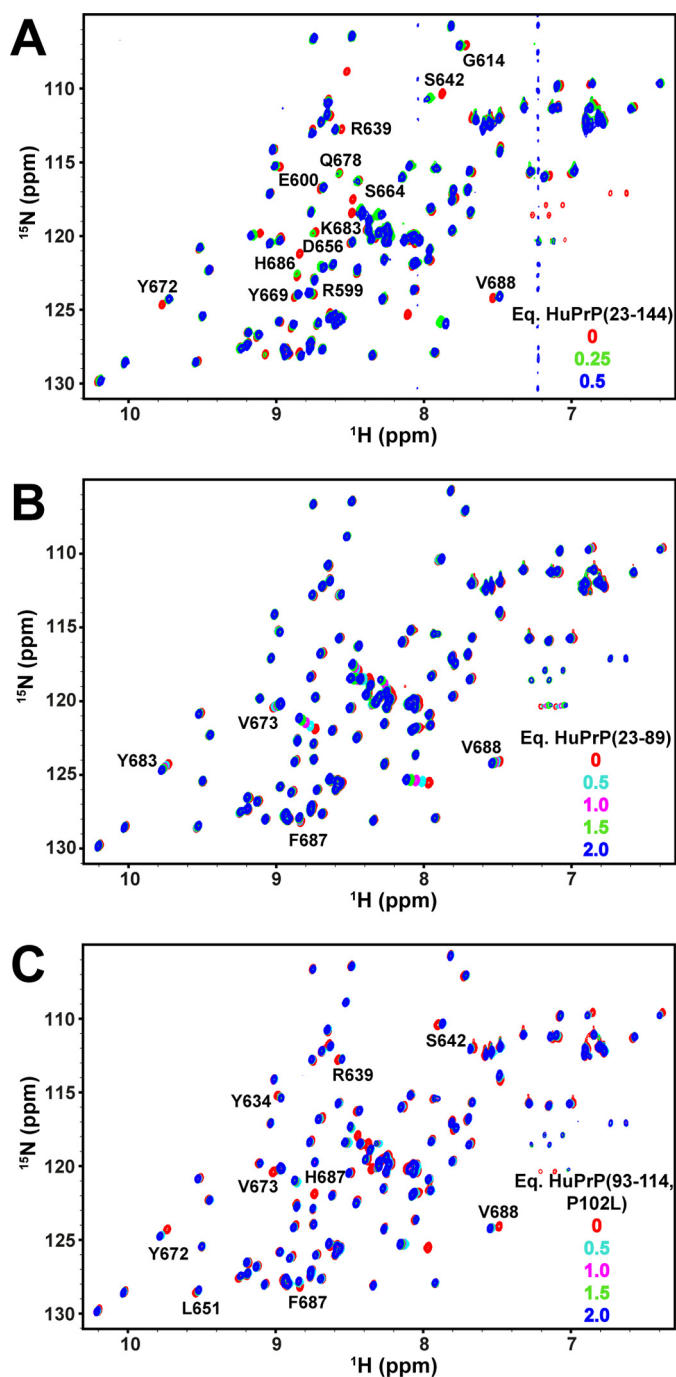 A
110
115
120
125
130
¹⁵N (ppm)
G614
S642
R639
Q678
E600
S664
K683
D656
H686
Y672
Y669
R599
V688
Eq. HuPrP(23-144)
0
0.25
0.5
10
9
8
7
¹H (ppm)
B
110
115
120
125
130
¹⁵N (ppm)
V673
Y683
V688
F687
Eq. HuPrP(23-89)
0
0.5
1.0
1.5
2.0
10
9
8
7
¹H (ppm)
C
110
115
120
125
130
¹⁵N (ppm)
S642
R639
Y634
V673
H687
Y672
V688
L651
F687
Eq. HuPrP(93-114,
P102L)
0
0.5
1.0
1.5
2.0
10
9
8
7
¹H (ppm)